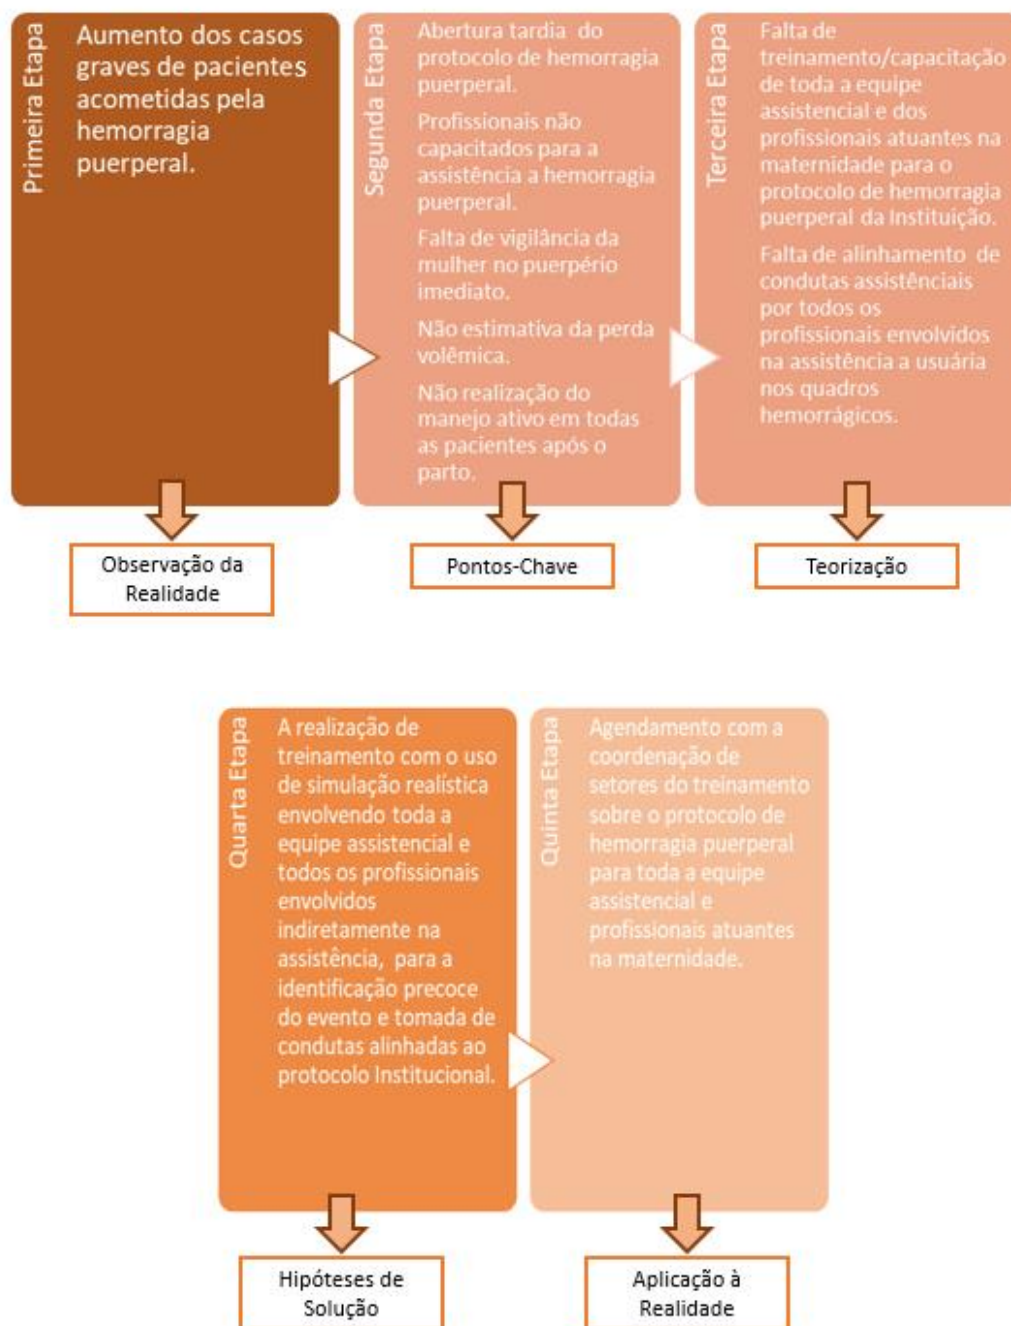 Primeira Etapa
Aumento dos casos
graves de pacientes
acometidas pela
hemorragia
puerperal.
Observação da
Realidade
Segunda Etapa
Abertura tardia do
protocolo de hemorragia
puerperal.
Profissionais não
capacitados para a
assistência a hemorragia
puerperal.
Falta de vigilância da
mulher no puerpério
imediato.
Não estimativa da perda
volêmica.
Não realização do
manejo ativo em todas
as pacientes após o
parto.
Pontos-Chave
Terceira Etapa
Falta de
treinamento/capacitação
de toda a equipe
assistencial e dos
profissionais atuantes na
maternidade para o
protocolo de hemorragia
puerperal da Instituição.
Falta de alinhamento de
condutas assistênciais
por todos os
profissionais envolvidos
na assistência a usuária
nos quadros
hemorrágicos.
Teorização
Quarta Etapa
A realização de
treinamento com o uso
de simulação realística
envolvendo toda a
equipe assistencial e
todos os profissionais
envolvidos
indiretamente na
assistência, para a
identificação precoce
do evento e tomada de
condutas alinhadas ao
protocolo Institucional.
Hipóteses de
Solução
Quinta Etapa
Agendamento com a
coordenação de
setores do treinamento
sobre o protocolo de
hemorragia puerperal
para toda a equipe
assistencial e
profissionais atuantes
na maternidade.
Aplicação à
Realidade